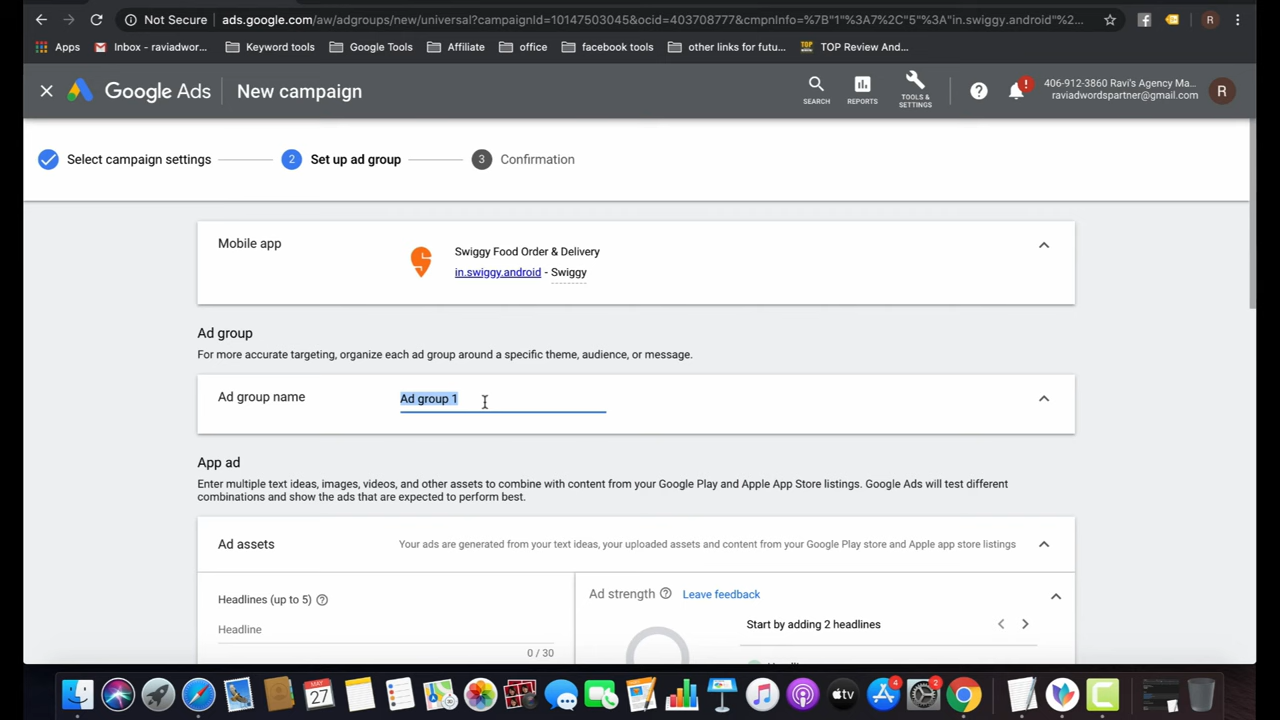 Not Secure
ads.google.com/aw/adgroups/new/universal?campaignId=10147503045&ocid=403708777&cmpnInfo=%7B"1"%3A7%2C"5"%3A"in.swiggy.android"%2...
R
Apps
Inbox - "raviadwor...
Keyword tools
Google Tools
Affiliate
office
facebook tools
other links for futu...
TOP Review And...
Google Ads
New campaign
SEARCH
REPORTS
TOOLS &
SETTINGS
406-912-3860 Ravi's Agency Ma...
raviadwordspartner@gmail.com
R
Select campaign settings
2 Set up ad group
3 Confirmation
Mobile app
Swiggy Food Order & Delivery
in.swiggy.android - Swiggy
Ad group
For more accurate targeting, organize each ad group around a specific theme, audience, or message.
Ad group name
Ad group 1
App ad
Enter multiple text ideas, images, videos, and other assets to combine with content from your Google Play and Apple App Store listings. Google Ads will test different
combinations and show the ads that are expected to perform best.
Ad assets
Your ads are generated from your text ideas, your uploaded assets and content from your Google Play store and Apple app store listings
Headlines (up to 5)
Headline
0 / 30
Ad strength
Leave feedback
Start by adding 2 headlines
MAY
27
tv
4
2